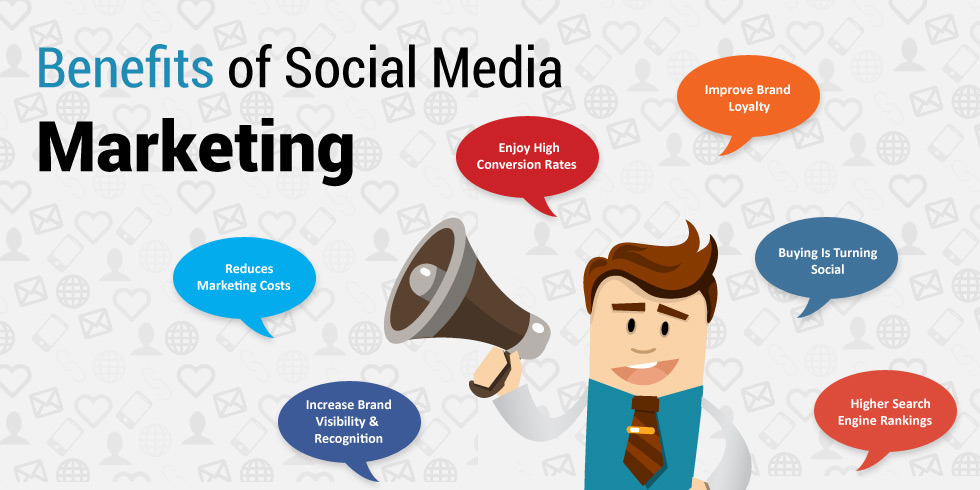 Benefits of Social Media
Marketing
Improve Brand
Loyalty
Enjoy High
Conversion Rates
Buying Is Turning
Social
Reduces
Marketing Costs
Increase Brand
Visibility &
Recognition
Higher Search
Engine Rankings